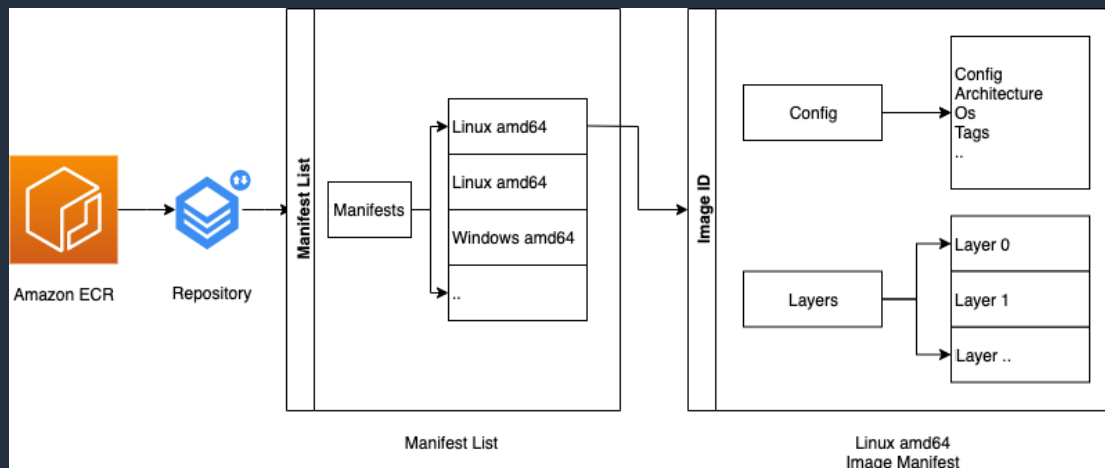 Amazon ECR
Repository
Manifest List
Manifests
Linux amd64
Linux amd64
Windows amd64
..
Manifest List
Image ID
Config
Config
Architecture
Os
Tags
..
Layers
Layer 0
Layer 1
Layer ..
Linux amd64
Image Manifest